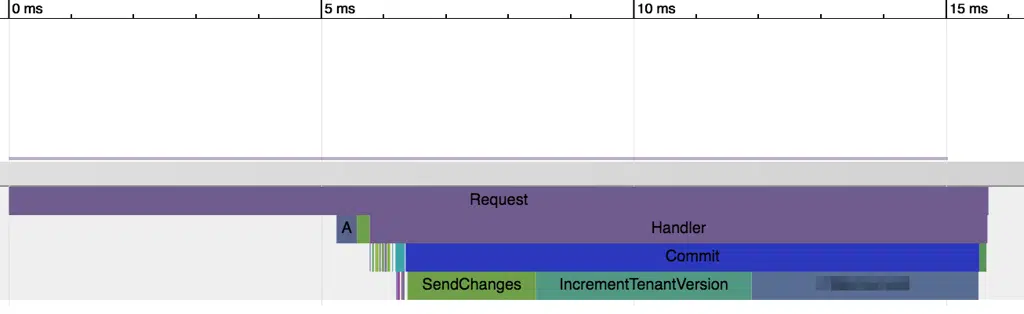 0 ms 5 ms 10 ms 15 ms
Request
A Handler
Commit
SendChanges IncrementTenantVersion